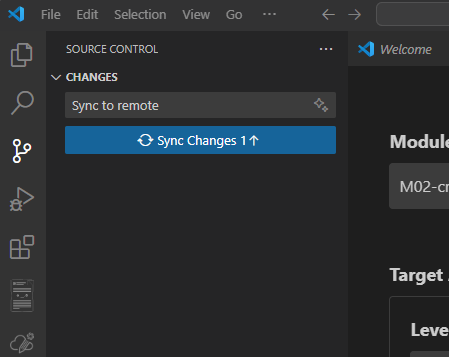 File Edit View Go ···
SOURCE CONTROL ···
Welcome
CHANGES
Sync to remote
Sync Changes 1↑
Module
M02-cr
Target
Leve